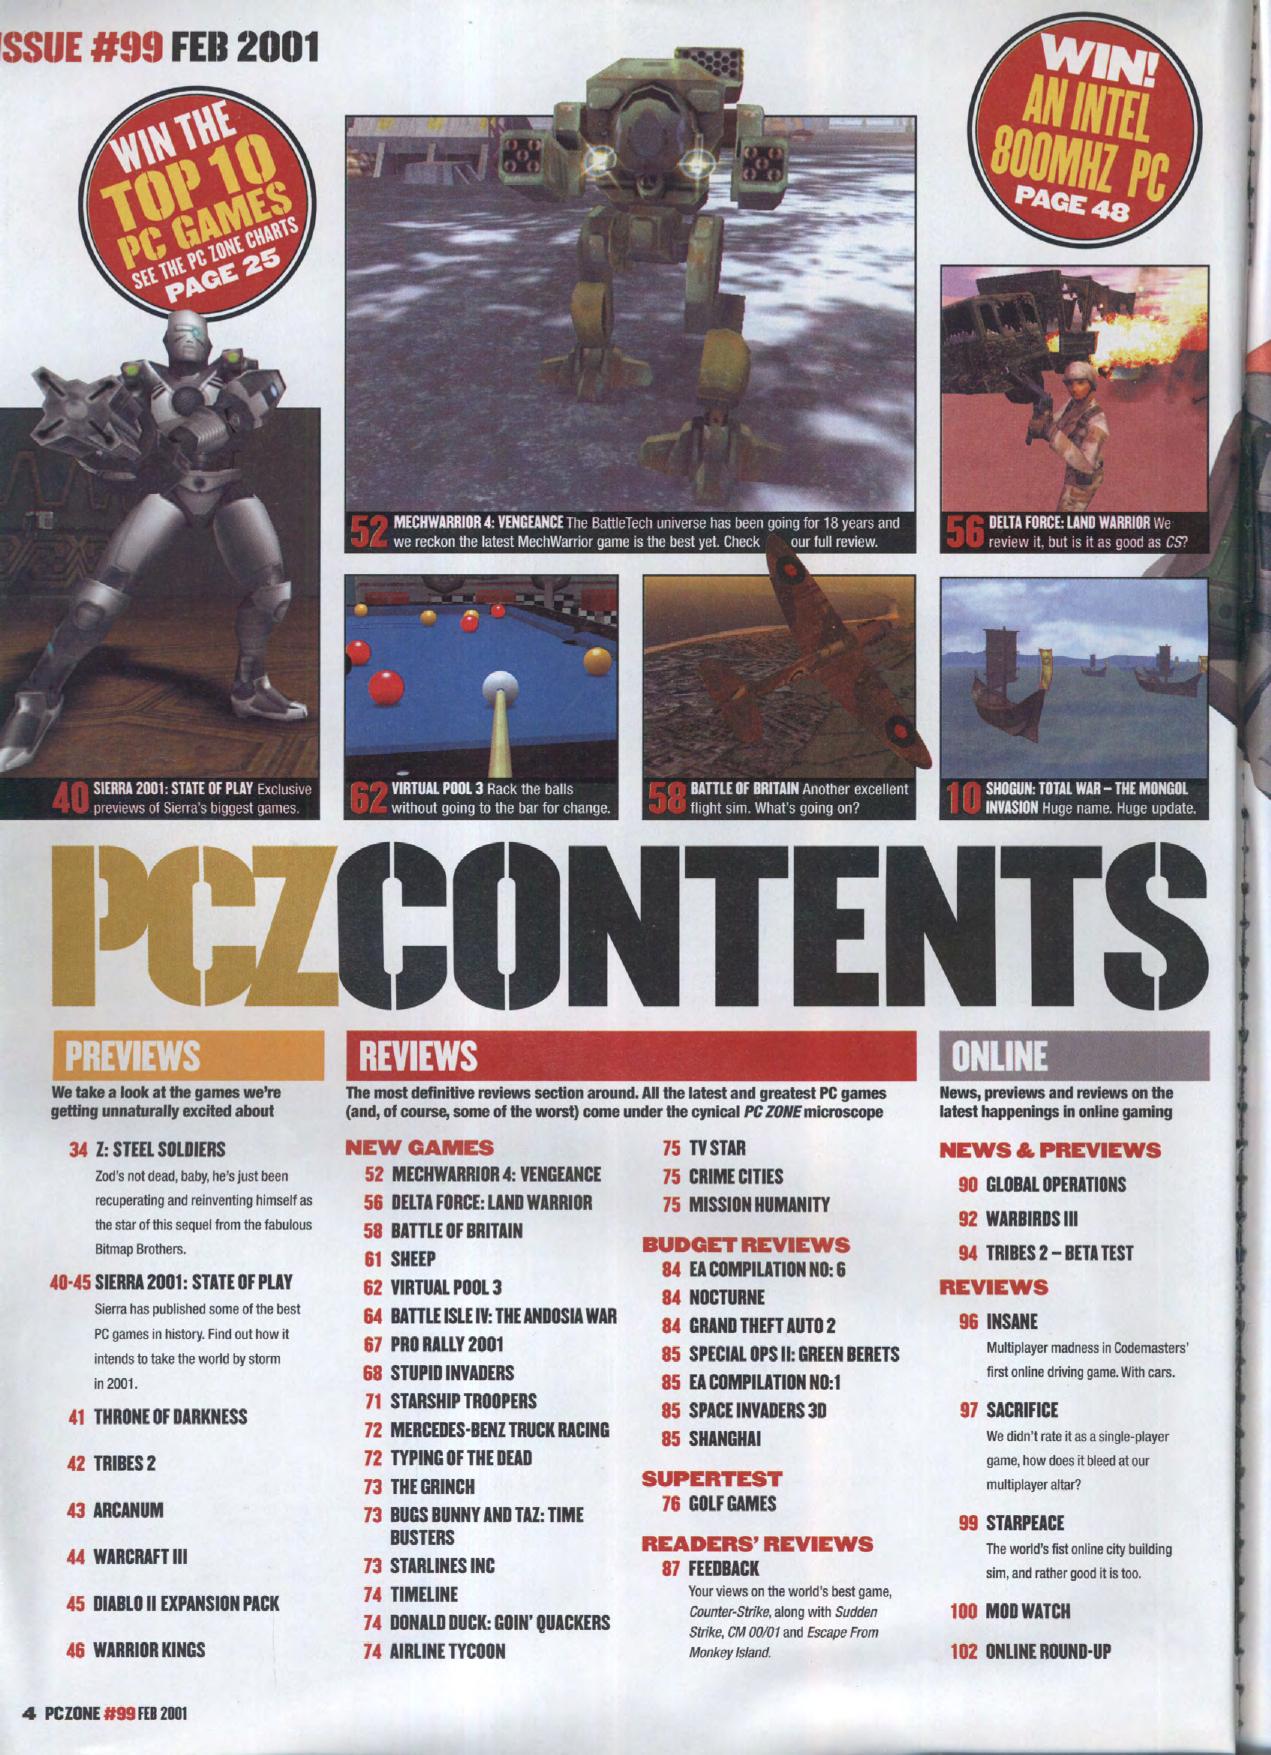 ISSUE #99 FEB 2001
WIN THE
TOP 10
PC GAMES
SEE THE PC ZONE CHARTS
PAGE 25
WIN!
AN INTEL
800MHZ PC
PAGE 48
52 MECHWARRIOR 4: VENGEANCE The BattleTech universe has been going for 18 years and
we reckon the latest MechWarrior game is the best yet. Check our full review.
56 DELTA FORCE: LAND WARRIOR We
review it, but is it as good as CS?
40 SIERRA 2001: STATE OF PLAY Exclusive
previews of Sierra's biggest games.
62 VIRTUAL POOL 3 Rack the balls
without going to the bar for change.
58 BATTLE OF BRITAIN Another excellent
flight sim. What's going on?
10 SHOGUN: TOTAL WAR – THE MONGOL
INVASION Huge name. Huge update.
PCZCONTENTS
PREVIEWS
We take a look at the games we're
getting unnaturally excited about
34 Z: STEEL SOLDIERS
Zod's not dead, baby, he's just been
recuperating and reinventing himself as
the star of this sequel from the fabulous
Bitmap Brothers.
40-45 SIERRA 2001: STATE OF PLAY
Sierra has published some of the best
PC games in history. Find out how it
intends to take the world by storm
in 2001.
41 THRONE OF DARKNESS
42 TRIBES 2
43 ARCANUM
44 WARCRAFT III
45 DIABLO II EXPANSION PACK
46 WARRIOR KINGS
REVIEWS
The most definitive reviews section around. All the latest and greatest PC games
(and, of course, some of the worst) come under the cynical PC ZONE microscope
NEW GAMES
52 MECHWARRIOR 4: VENGEANCE
56 DELTA FORCE: LAND WARRIOR
58 BATTLE OF BRITAIN
61 SHEEP
62 VIRTUAL POOL 3
64 BATTLE ISLE IV: THE ANDOSIA WAR
67 PRO RALLY 2001
68 STUPID INVADERS
71 STARSHIP TROOPERS
72 MERCEDES-BENZ TRUCK RACING
72 TYPING OF THE DEAD
73 THE GRINCH
73 BUGS BUNNY AND TAZ: TIME
BUSTERS
73 STARLINES INC
74 TIMELINE
74 DONALD DUCK: GOIN' QUACKERS
74 AIRLINE TYCOON
75 TV STAR
75 CRIME CITIES
75 MISSION HUMANITY
BUDGET REVIEWS
84 EA COMPILATION NO: 6
84 NOCTURNE
84 GRAND THEFT AUTO 2
85 SPECIAL OPS II: GREEN BERETS
85 EA COMPILATION NO:1
85 SPACE INVADERS 3D
85 SHANGHAI
SUPERTEST
76 GOLF GAMES
READERS' REVIEWS
87 FEEDBACK
Your views on the world's best game,
Counter-Strike, along with Sudden
Strike, CM 00/01 and Escape From
Monkey Island.
ONLINE
News, previews and reviews on the
latest happenings in online gaming
NEWS & PREVIEWS
90 GLOBAL OPERATIONS
92 WARBIRDS III
94 TRIBES 2 – BETA TEST
REVIEWS
96 INSANE
Multiplayer madness in Codemasters'
first online driving game. With cars.
97 SACRIFICE
We didn't rate it as a single-player
game, how does it bleed at our
multiplayer altar?
99 STARPEACE
The world's fist online city building
sim, and rather good it is too.
100 MOD WATCH
102 ONLINE ROUND-UP
4 PCZONE #99 FEB 2001